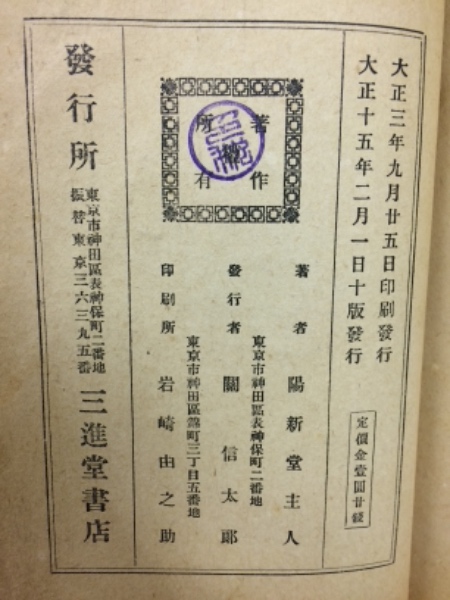 大正三年九月廿五日印刷發行
大正十五年二月一日十版發行
定價金壹圓廿錢
著作
權
所有
著者 陽新堂主人
東京市神田區表神保町二番地
發行者 關信太郎
東京市神田區錦町三丁目五番地
印刷所 岩崎由之助
發行所
東京市神田區表神保町二番地
振替東京三六三九五番
三進堂書店